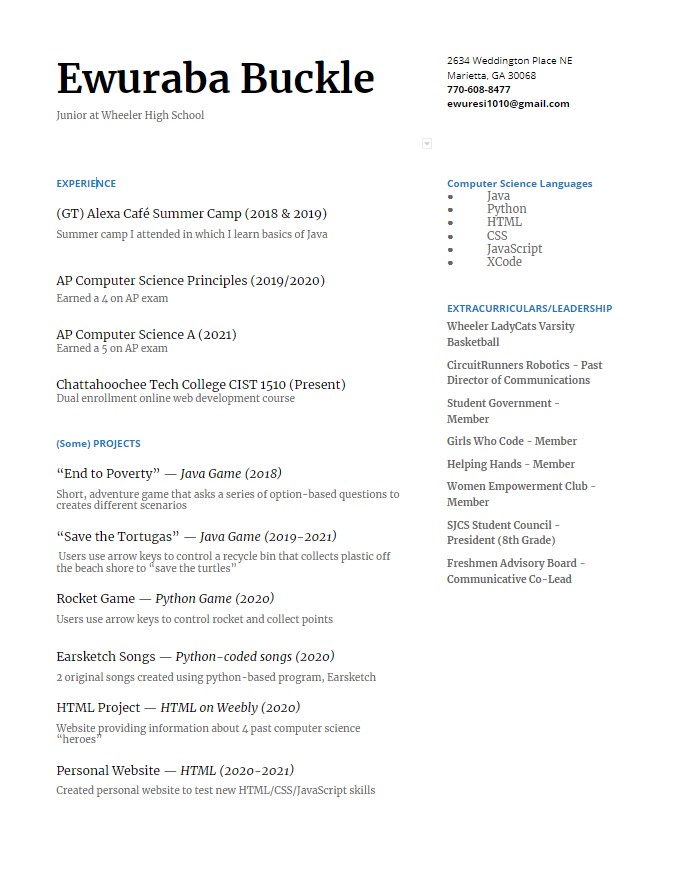 Ewuraba Buckle
Junior at Wheeler High School
2634 Weddington Place NE
Marietta, GA 30068
770-608-8477
ewuresi1010@gmail.com
EXPERIENCE
(GT) Alexa Café Summer Camp (2018 & 2019)
Summer camp I attended in which I learn basics of Java
AP Computer Science Principles (2019/2020)
Earned a 4 on AP exam
AP Computer Science A (2021)
Earned a 5 on AP exam
Chattahoochee Tech College CIST 1510 (Present)
Dual enrollment online web development course
(Some) PROJECTS
“End to Poverty” — Java Game (2018)
Short, adventure game that asks a series of option-based questions to
creates different scenarios
“Save the Tortugas” — Java Game (2019-2021)
Users use arrow keys to control a recycle bin that collects plastic off
the beach shore to “save the turtles”
Rocket Game — Python Game (2020)
Users use arrow keys to control rocket and collect points
Earsketch Songs — Python-coded songs (2020)
2 original songs created using python-based program, Earsketch
HTML Project — HTML on Weebly (2020)
Website providing information about 4 past computer science
“heroes”
Personal Website — HTML (2020-2021)
Created personal website to test new HTML/CSS/JavaScript skills
Computer Science Languages
● Java
● Python
● HTML
● CSS
● JavaScript
● XCode
EXTRACURRICULARS/LEADERSHIP
Wheeler LadyCats Varsity
Basketball
CircuitRunners Robotics - Past
Director of Communications
Student Government -
Member
Girls Who Code - Member
Helping Hands - Member
Women Empowerment Club -
Member
SJCS Student Council -
President (8th Grade)
Freshmen Advisory Board -
Communicative Co-Lead